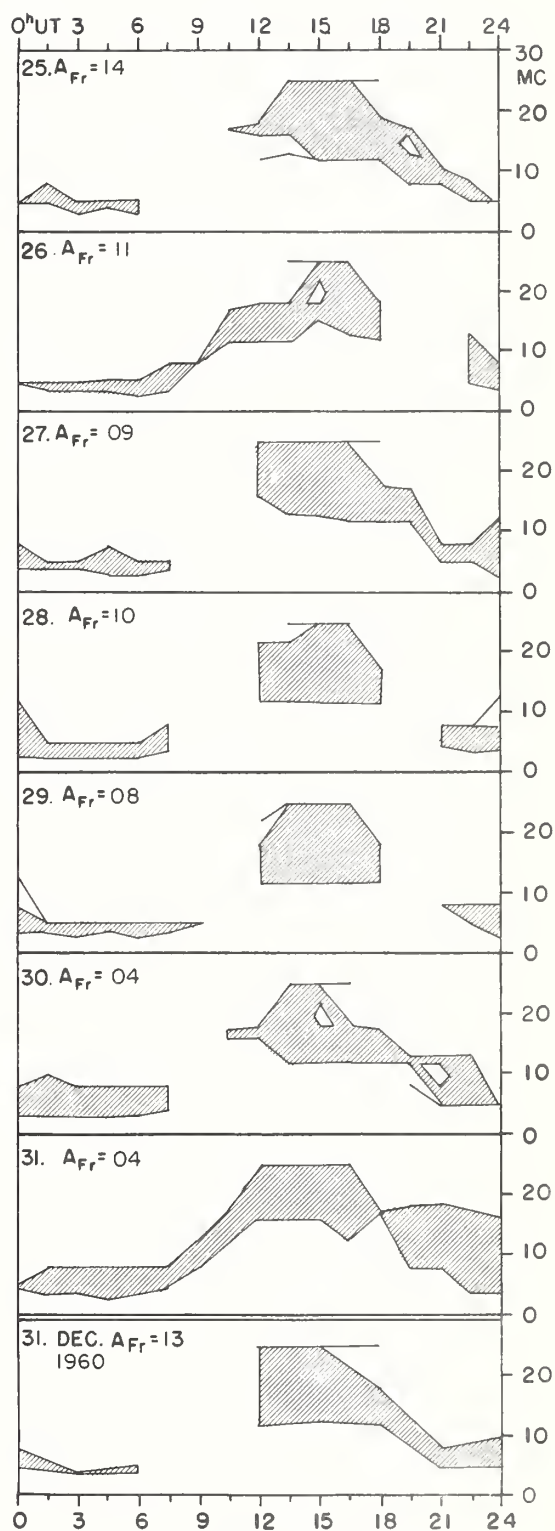 0ʰUT 3 6 9 12 15 18 21 24
30
MC
25. A_Fr = 14
20
10
0
26. A_Fr = 11
20
10
0
27. A_Fr = 09
20
10
0
28. A_Fr = 10
20
10
0
29. A_Fr = 08
20
10
0
30. A_Fr = 04
20
10
0
31. A_Fr = 04
20
10
0
31. DEC. A_Fr = 13
1960
20
10
0
0 3 6 9 12 15 18 21 24